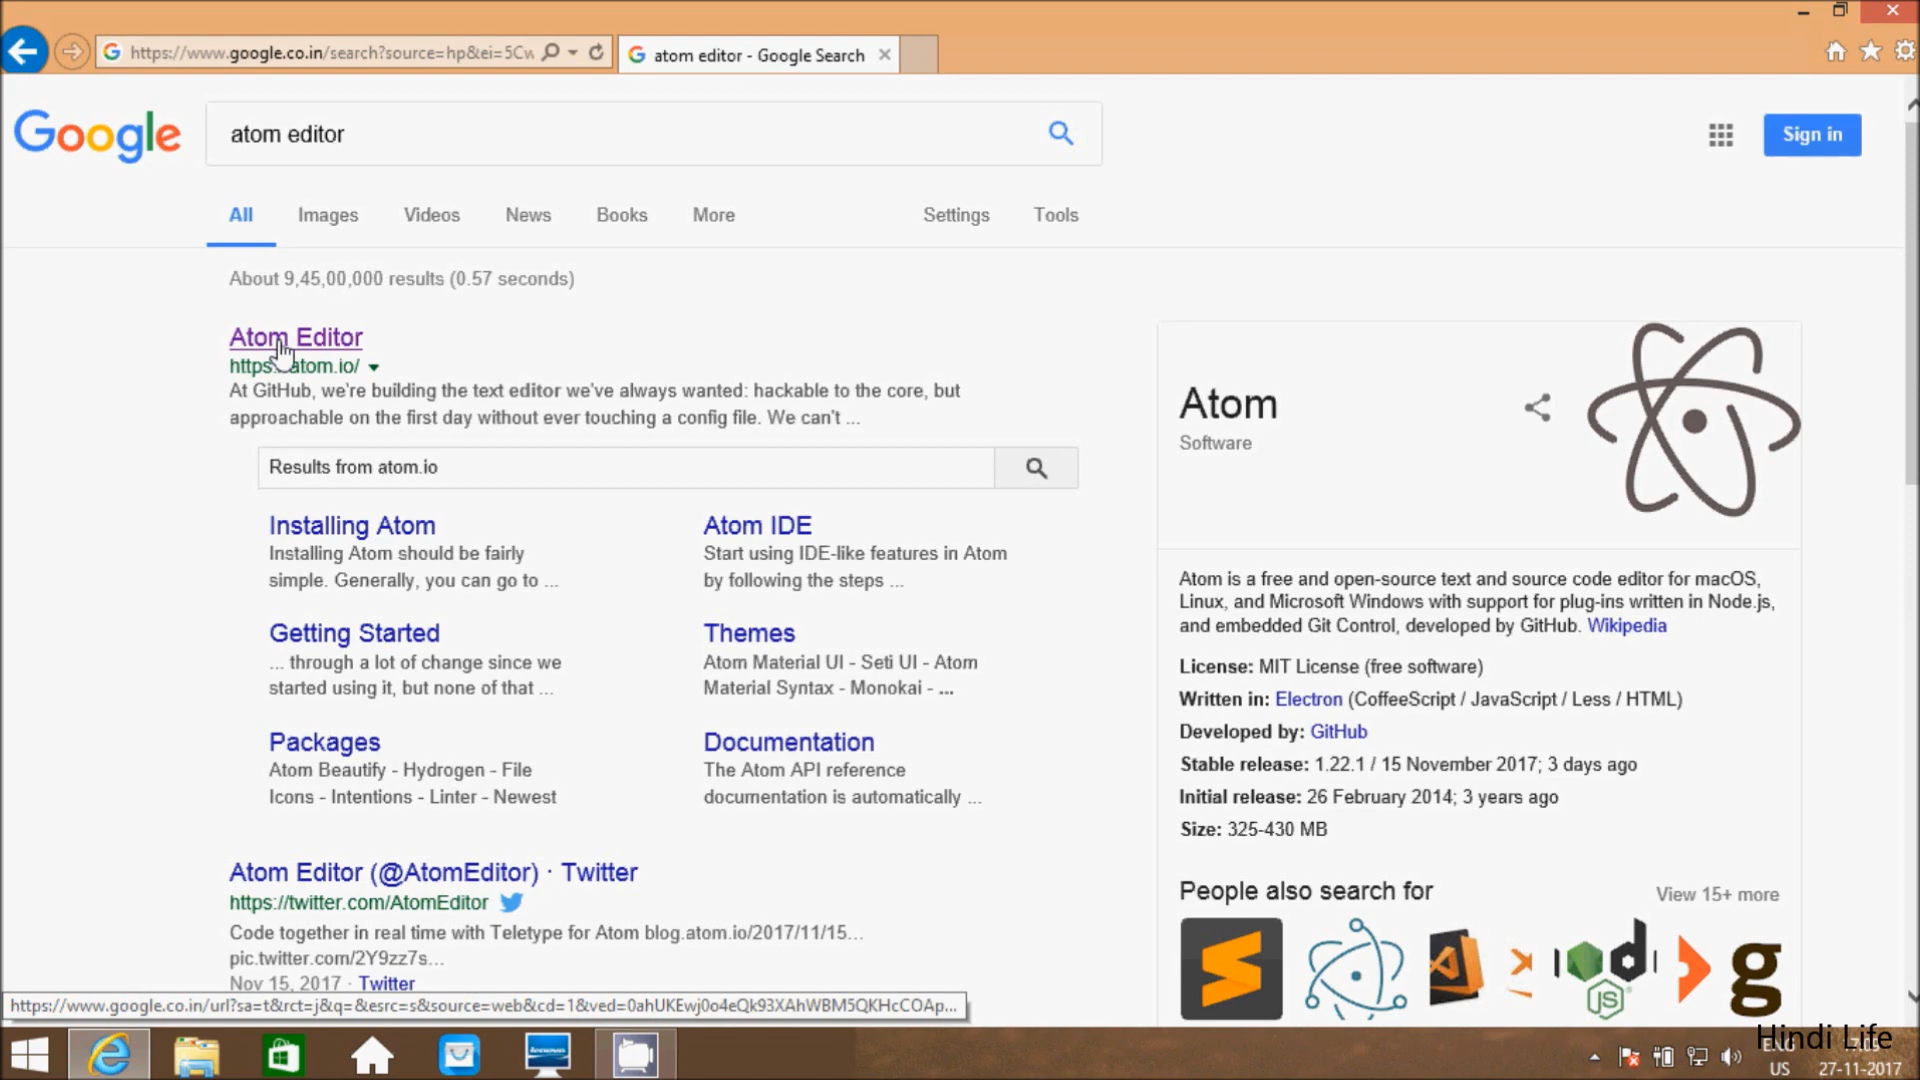 https://www.google.co.in/search?source=hp&ei=5Cw
atom editor - Google Search
Google
atom editor
Sign in
All
Images
Videos
News
Books
More
Settings
Tools
About 9,45,00,000 results (0.57 seconds)
Atom Editor
https://atom.io/
At GitHub, we're building the text editor we've always wanted: hackable to the core, but
approachable on the first day without ever touching a config file. We can't ...
Results from atom.io
Installing Atom
Installing Atom should be fairly
simple. Generally, you can go to ...
Atom IDE
Start using IDE-like features in Atom
by following the steps ...
Getting Started
... through a lot of change since we
started using it, but none of that ...
Themes
Atom Material UI - Seti UI - Atom
Material Syntax - Monokai - ...
Packages
Atom Beautify - Hydrogen - File
Icons - Intentions - Linter - Newest
Documentation
The Atom API reference
documentation is automatically ...
Atom Editor (@AtomEditor) · Twitter
https://twitter.com/AtomEditor
Code together in real time with Teletype for Atom blog.atom.io/2017/11/15...
pic.twitter.com/2Y9zz7s...
Nov 15, 2017 · Twitter
Atom
Software
Atom is a free and open-source text and source code editor for macOS,
Linux, and Microsoft Windows with support for plug-ins written in Node.js,
and embedded Git Control, developed by GitHub. Wikipedia
License: MIT License (free software)
Written in: Electron (CoffeeScript / JavaScript / Less / HTML)
Developed by: GitHub
Stable release: 1.22.1 / 15 November 2017; 3 days ago
Initial release: 26 February 2014; 3 years ago
Size: 325-430 MB
People also search for
View 15+ more
https://www.google.co.in/url?sa=t&rct=j&q=&esrc=s&source=web&cd=1&ved=0ahUKEwj0o4eQk93XAhWBM5QKHcCOAp...
Hindi Life
ENG
US
27-11-2017